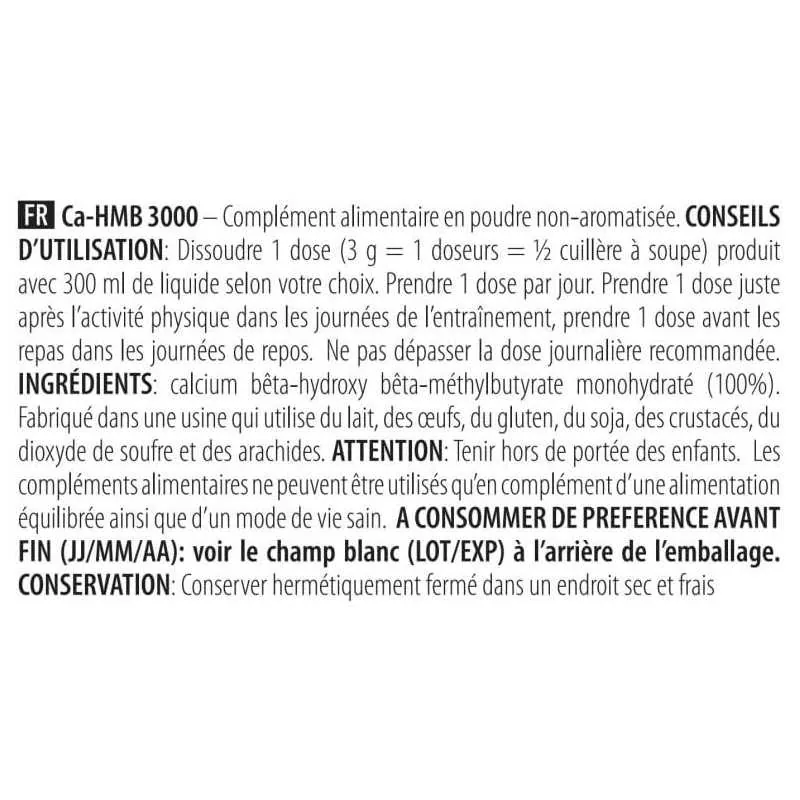 FR Ca-HMB 3000 – Complément alimentaire en poudre non-aromatisée. CONSEILS
D'UTILISATION: Dissoudre 1 dose (3 g = 1 doseurs = ½ cuillère à soupe) produit
avec 300 ml de liquide selon votre choix. Prendre 1 dose par jour. Prendre 1 dose juste
après l'activité physique dans les journées de l'entraînement, prendre 1 dose avant les
repas dans les journées de repos. Ne pas dépasser la dose journalière recommandée.
INGRÉDIENTS: calcium bêta-hydroxy bêta-méthylbutyrate monohydraté (100%).
Fabriqué dans une usine qui utilise du lait, des œufs, du gluten, du soja, des crustacés, du
dioxyde de soufre et des arachides. ATTENTION: Tenir hors de portée des enfants. Les
compléments alimentaires ne peuvent être utilisés qu'en complément d'une alimentation
équilibrée ainsi que d'un mode de vie sain. A CONSOMMER DE PREFERENCE AVANT
FIN (JJ/MM/AA): voir le champ blanc (LOT/EXP) à l'arrière de l'emballage.
CONSERVATION: Conserver hermétiquement fermé dans un endroit sec et frais